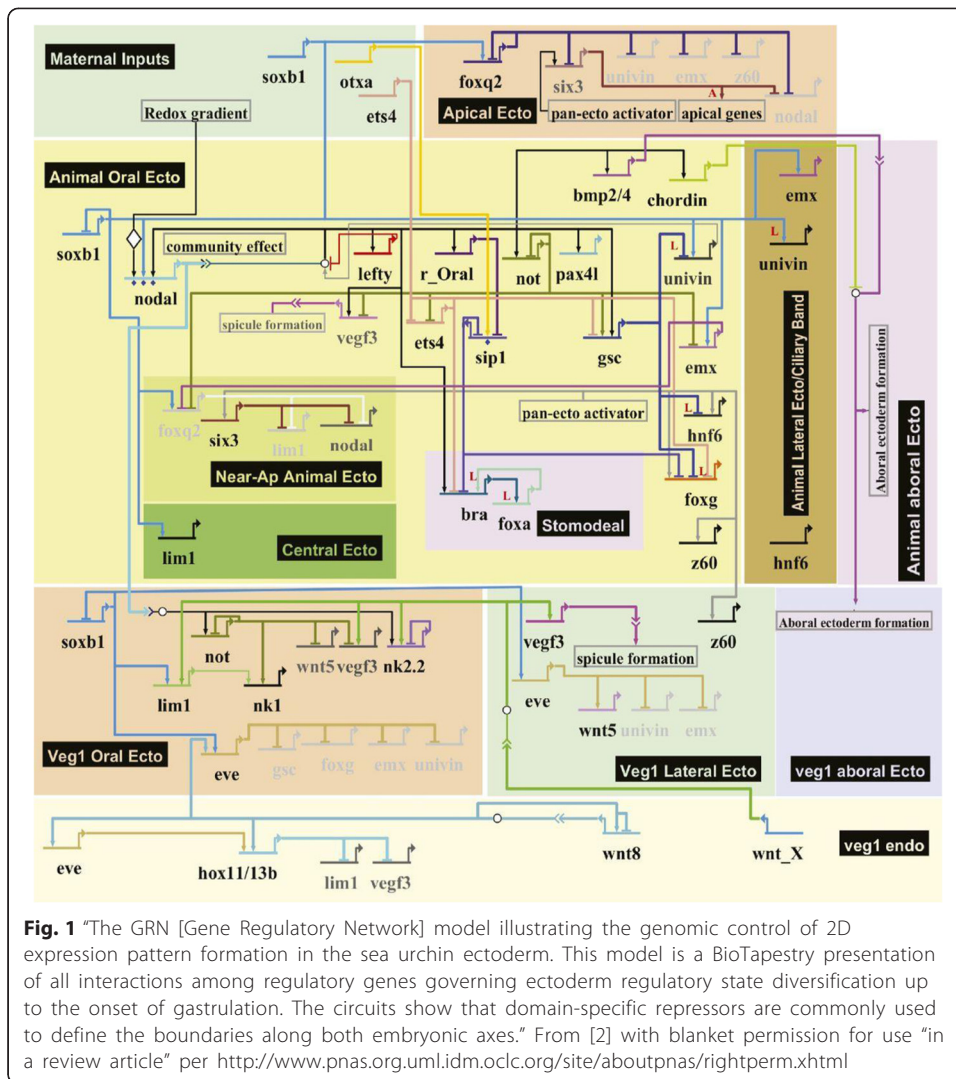 Maternal Inputs
soxb1
otxa
ets4
foxq2
six3
univin
emx
z60
nodal
A
Apical Ecto
pan-ecto activator
apical genes
Redox gradient
Animal Oral Ecto
bmp2/4
chordin
emx
soxb1
community effect
L
L
nodal
lefty
r_Oral
not
pax4l
univin
univin
spicule formation
vegf3
ets4
sip1
gsc
emx
foxq2
six3
lim1
nodal
pan-ecto activator
L
hnf6
Near-Ap Animal Ecto
L
L
L
bra
foxa
Stomodeal
foxg
lim1
Central Ecto
z60
hnf6
Animal Lateral Ecto/Ciliary Band
Aboral ectoderm formation
Animal aboral Ecto
soxb1
not
wnt5
vegf3
nk2.2
vegf3
z60
Aboral ectoderm formation
spicule formation
lim1
nk1
eve
wnt5
univin
emx
Veg1 Oral Ecto
eve
gsc
foxg
emx
univin
Veg1 Lateral Ecto
veg1 aboral Ecto
eve
hox11/13b
lim1
vegf3
wnt8
wnt_X
veg1 endo
Fig. 1 "The GRN [Gene Regulatory Network] model illustrating the genomic control of 2D
expression pattern formation in the sea urchin ectoderm. This model is a BioTapestry presentation
of all interactions among regulatory genes governing ectoderm regulatory state diversification up
to the onset of gastrulation. The circuits show that domain-specific repressors are commonly used
to define the boundaries along both embryonic axes." From [2] with blanket permission for use "in
a review article" per http://www.pnas.org.uml.idm.oclc.org/site/aboutpnas/rightperm.xhtml